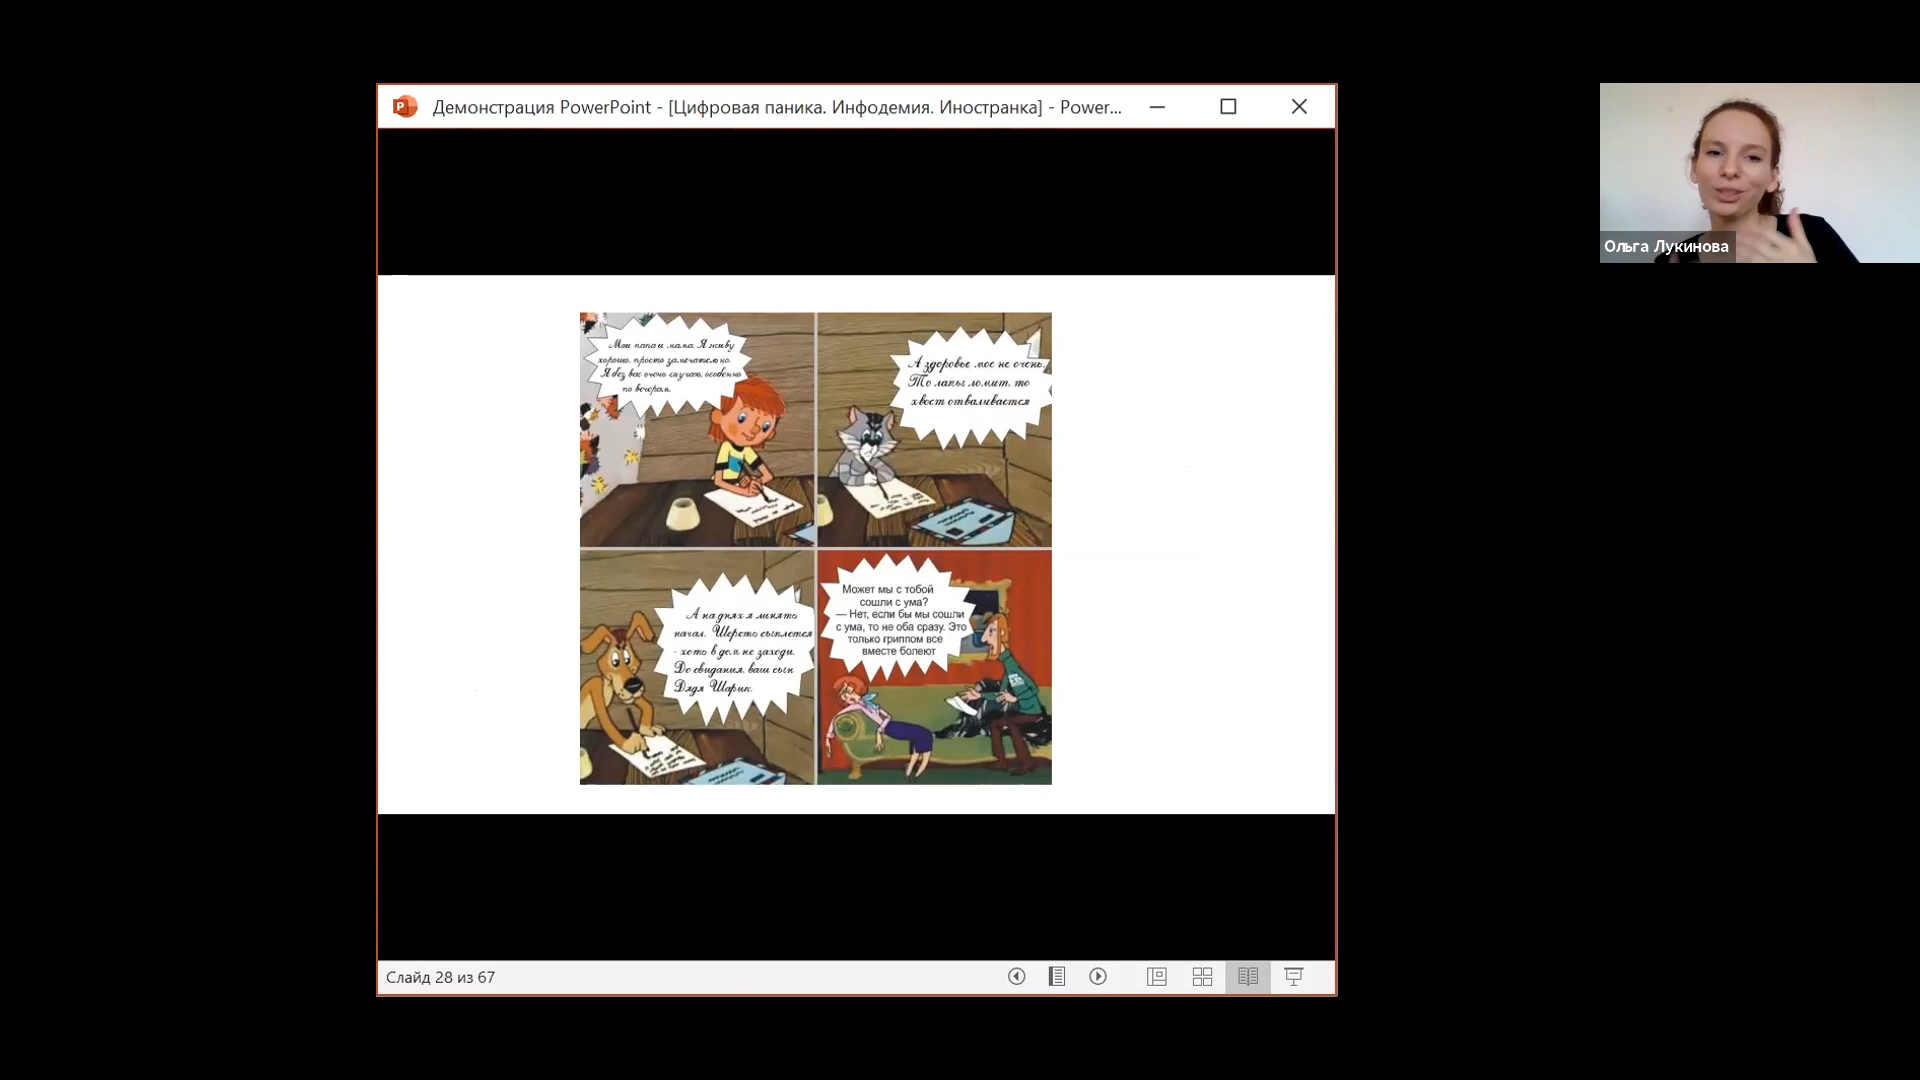 Демонстрация PowerPoint - [Цифровая паника. Инфодемия. Иностранка] - Power...
Мои папа и мама. Я живу
хорошо, просто замечательно.
Я без вас очень скучаю, особенно
по вечерам.
А здоровье мое не очень.
То лапы ломит, то
хвост отваливается
А на днях я линять
начал. Шерсть сыплется
- хоть в дом не заходи.
До свидания, ваш сын
Дядя Шарик.
Может мы с тобой
сошли с ума?
— Нет, если бы мы сошли
с ума, то не оба сразу. Это
только гриппом все
вместе болеют
Слайд 28 из 67
Ольга Лукинова